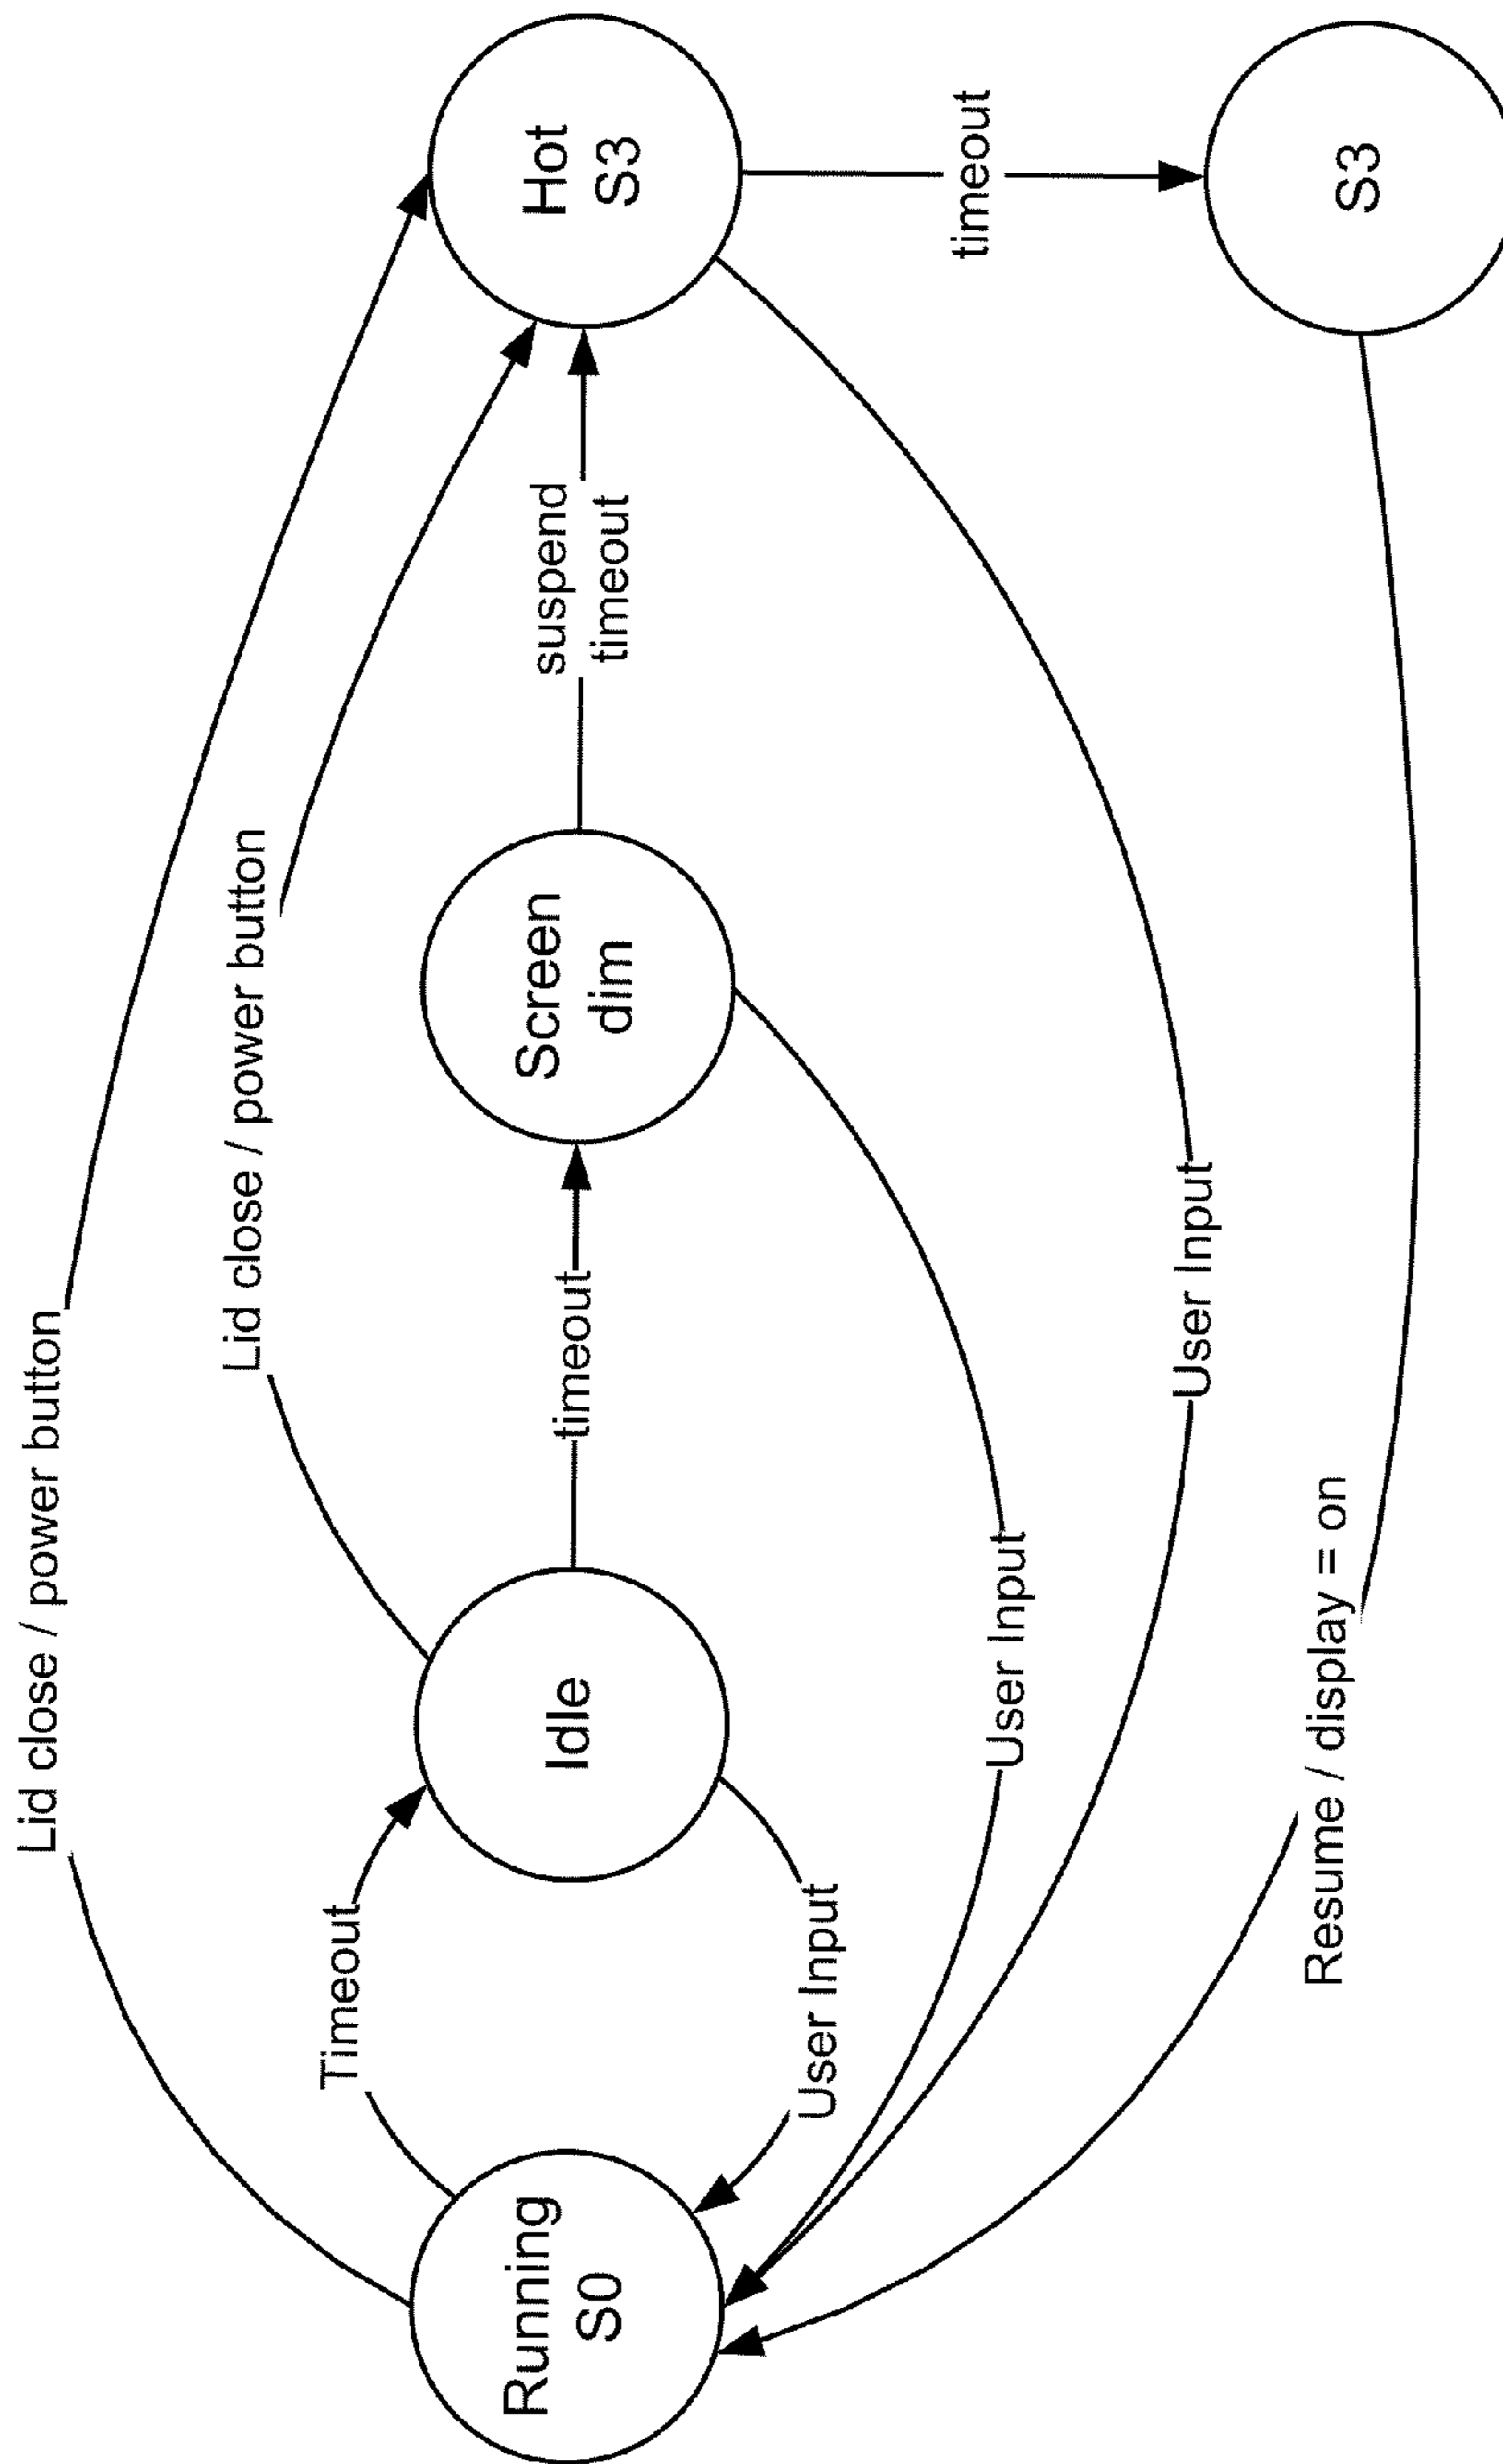 Lid close / power button
Lid close / power button
Timeout
Running
S0
Idle
timeout
Screen
dim
suspend
timeout
Hot
S3
User Input
User Input
timeout
User Input
Resume / display = on
S3